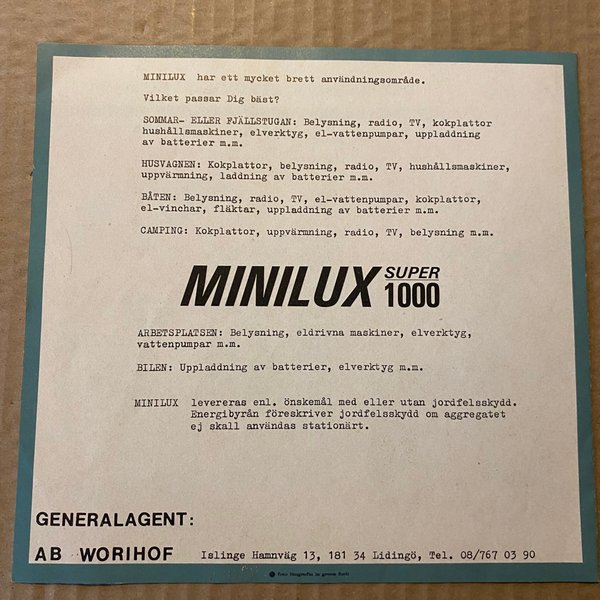 MINILUX har ett mycket brett användningsområde.
Vilket passar Dig bäst?
SOMMAR- ELLER FJÄLLSTUGAN: Belysning, radio, TV, kokplattor
hushållsmaskiner, elverktyg, el-vattenpumpar, uppladdning
av batterier m.m.
HUSVAGNEN: Kokplattor, belysning, radio, TV, hushållsmaskiner,
uppvärmning, laddning av batterier m.m.
BÅTEN: Belysning, radio, TV, el-vattenpumpar, kokplattor,
el-vinchar, fläktar, uppladdning av batterier m.m.
CAMPING: Kokplattor, uppvärmning, radio, TV, belysning m.m.
MINILUX SUPER 1000
ARBETSPLATSEN: Belysning, eldrivna maskiner, elverktyg,
vattenpumpar m.m.
BILEN: Uppladdning av batterier, elverktyg m.m.
MINILUX levereras enl. önskemål med eller utan jordfelsskydd.
Energibyrån föreskriver jordfelsskydd om aggregatet
ej skall användas stationärt.
GENERALAGENT:
AB WORIHOF Islinge Hamnväg 13, 181 34 Lidingö, Tel. 08/767 03 90